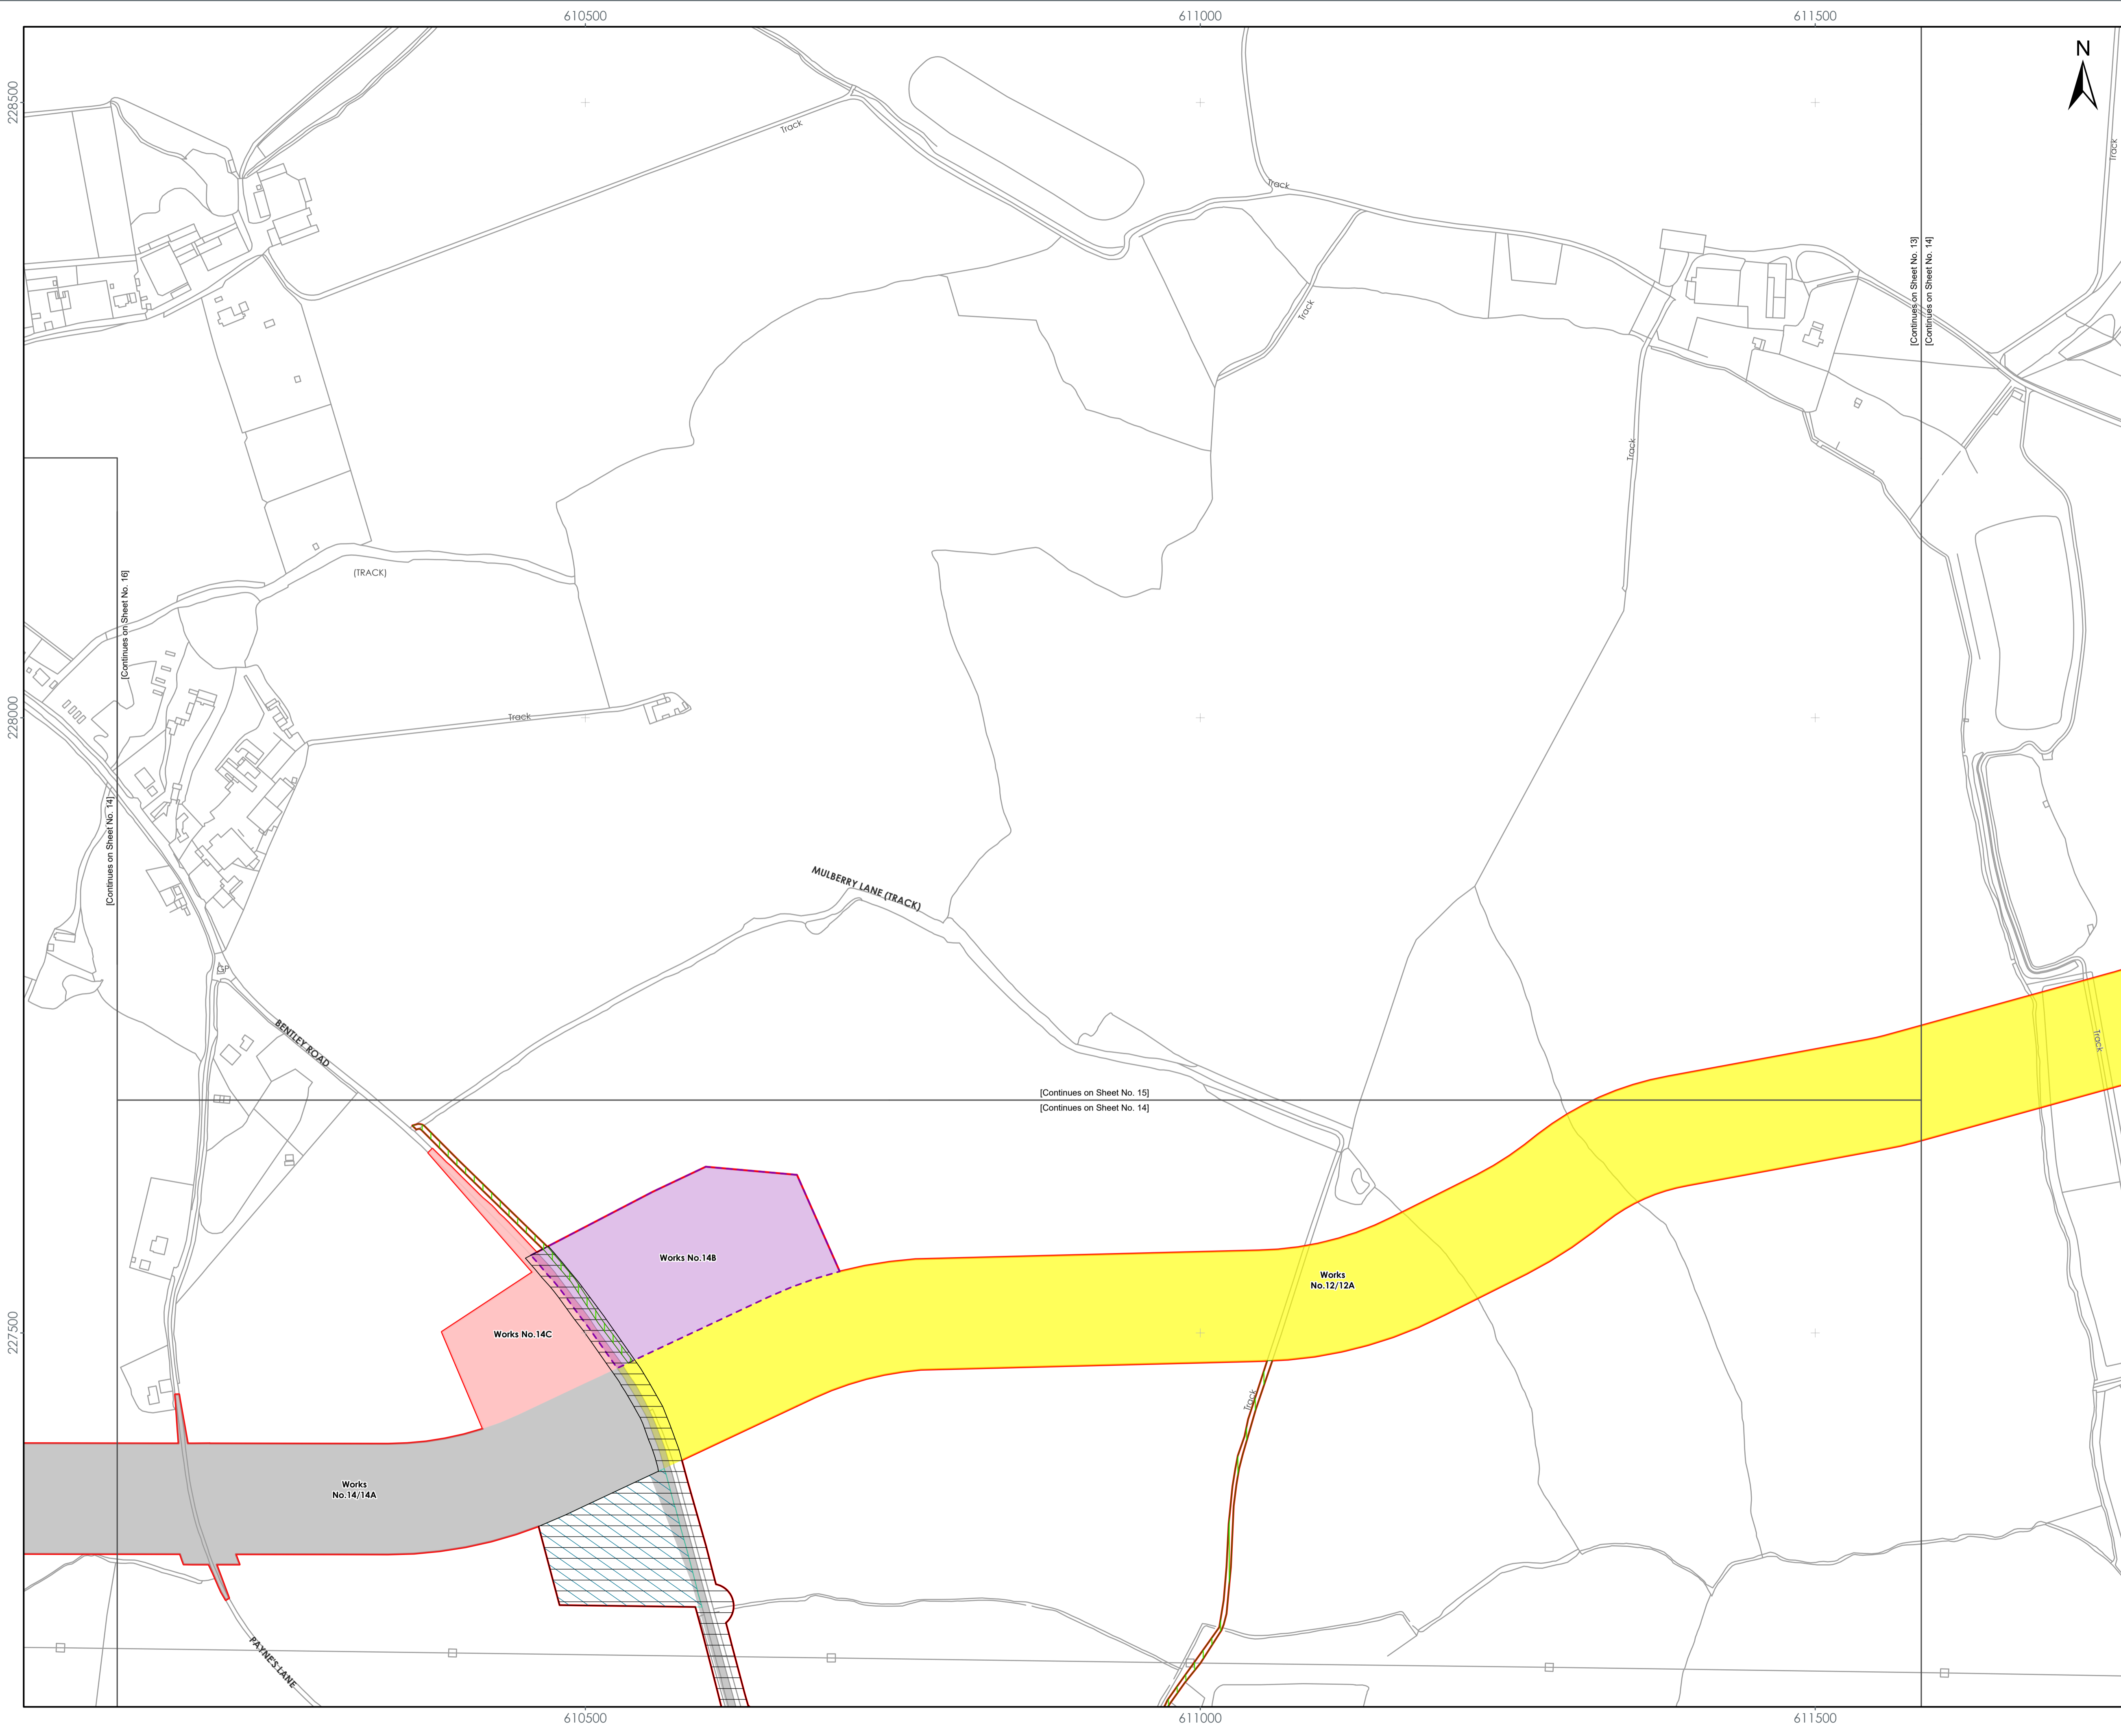 610500
611000
611500
N
228500
Track
Track
Track
[Continues on Sheet No. 13]
[Continues on Sheet No. 14]
Track
Track
(TRACK)
[Continues on Sheet No. 16]
228000
Track
[Continues on Sheet No. 14]
MULBERRY LANE (TRACK)
GP
BENTLEY ROAD
Track
[Continues on Sheet No. 15]
[Continues on Sheet No. 14]
Works No.14B
Works
No.12/12A
227500
Works No.14C
Track
Works
No.14/14A
PAYNE'S LANE
610500
611000
611500